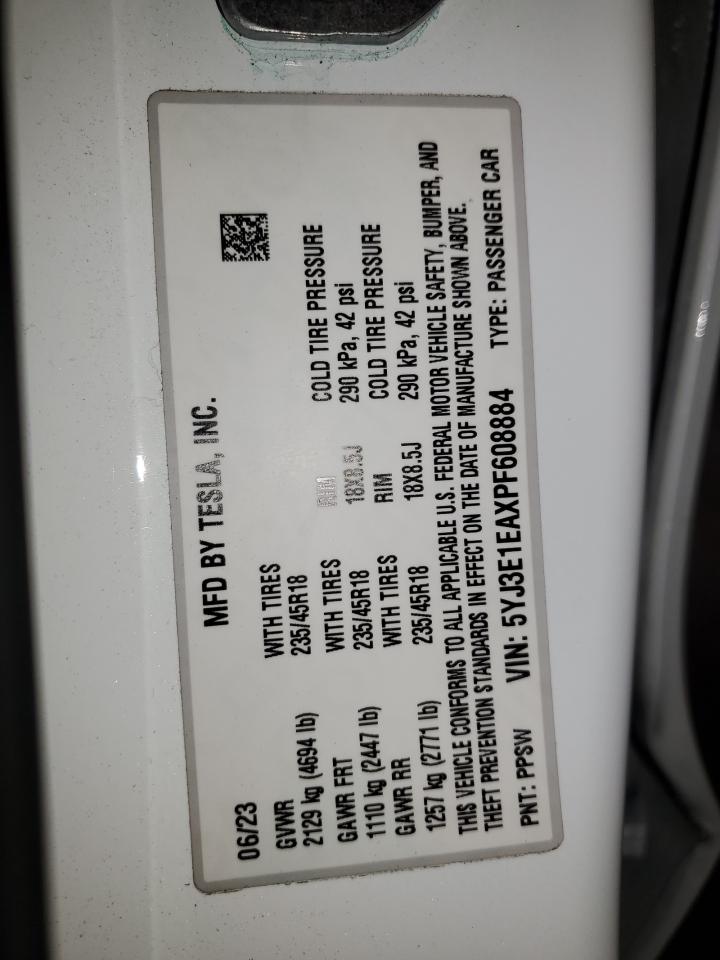 MFD BY TESLA, INC.
06/23
GVWR WITH TIRES
2129 kg (4694 lb) 235/45R18 RIM COLD TIRE PRESSURE
GAWR FRT WITH TIRES 18X8.5J 290 kPa, 42 psi
1110 kg (2447 lb) 235/45R18 RIM COLD TIRE PRESSURE
GAWR RR WITH TIRES 18X8.5J 290 kPa, 42 psi
1257 kg (2771 lb) 235/45R18
THIS VEHICLE CONFORMS TO ALL APPLICABLE U.S. FEDERAL MOTOR VEHICLE SAFETY, BUMPER, AND
THEFT PREVENTION STANDARDS IN EFFECT ON THE DATE OF MANUFACTURE SHOWN ABOVE.
PNT: PPSW VIN: 5YJ3E1EAXPF608884 TYPE: PASSENGER CAR